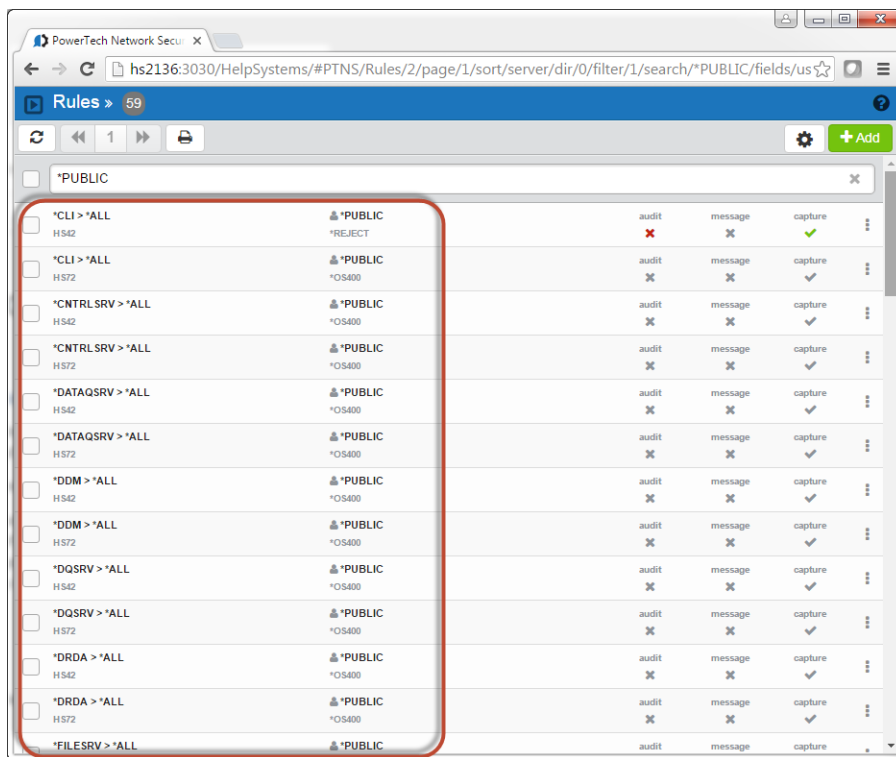 PowerTech Network Secur
hs2136:3030/HelpSystems/#PTNS/Rules/2/page/1/sort/server/dir/0/filter/1/search/*PUBLIC/fields/us
Rules » 59
1
+ Add
*PUBLIC
*CLI > *ALL *PUBLIC audit message capture
HS42 *REJECT
*CLI > *ALL *PUBLIC audit message capture
HS72 *OS400
*CNTRLSRV > *ALL *PUBLIC audit message capture
HS42 *OS400
*CNTRLSRV > *ALL *PUBLIC audit message capture
HS72 *OS400
*DATAQSRV > *ALL *PUBLIC audit message capture
HS42 *OS400
*DATAQSRV > *ALL *PUBLIC audit message capture
HS72 *OS400
*DDM > *ALL *PUBLIC audit message capture
HS42 *OS400
*DDM > *ALL *PUBLIC audit message capture
HS72 *OS400
*DQSRV > *ALL *PUBLIC audit message capture
HS42 *OS400
*DQSRV > *ALL *PUBLIC audit message capture
HS72 *OS400
*DRDA > *ALL *PUBLIC audit message capture
HS42 *OS400
*DRDA > *ALL *PUBLIC audit message capture
HS72 *OS400
*FILESRV > *ALL *PUBLIC audit message capture